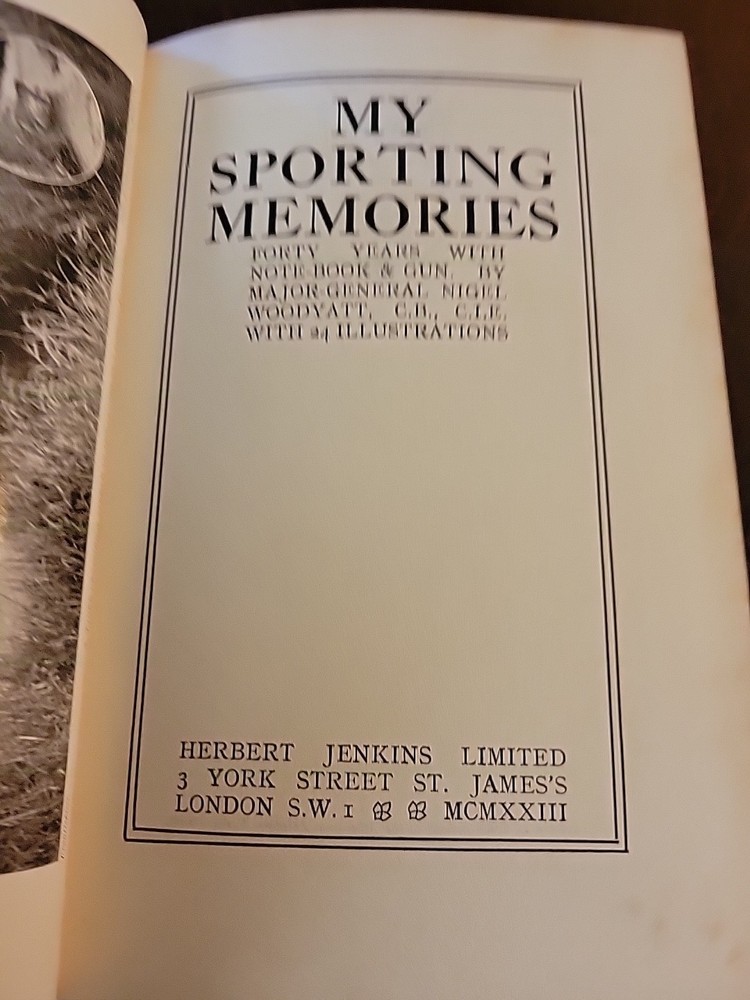 MY
SPORTING
MEMORIES
FORTY YEARS WITH
NOTE-BOOK & GUN. BY
MAJOR-GENERAL NIGEL
WOODYATT, C.B., C.I.E.
WITH 24 ILLUSTRATIONS
HERBERT JENKINS LIMITED
3 YORK STREET ST. JAMES'S
LONDON S.W.1 MCMXXIII